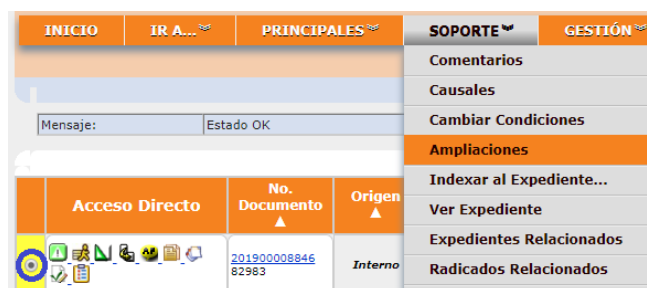 INICIO IR A... PRINCIPALES SOPORTE GESTIÓN
Comentarios
Causales
Mensaje: Estado OK
Cambiar Condiciones
Ampliaciones
Indexar al Expediente...
Acceso Directo No. Documento Origen
Ver Expediente
Expedientes Relacionados
201900008846
82983
Interno
Radicados Relacionados